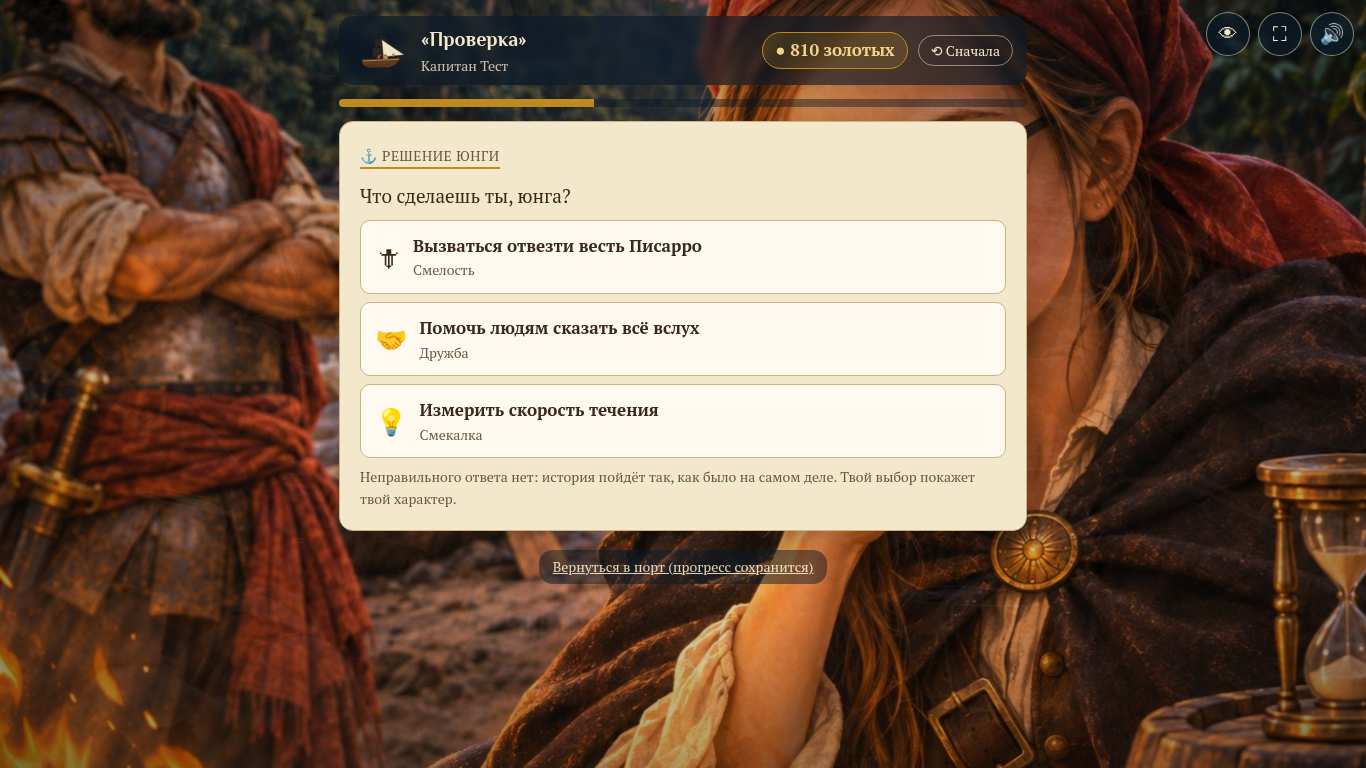 «Проверка»
Капитан Тест
● 810 золотых
⟲ Сначала
⚓ РЕШЕНИЕ ЮНГИ
Что сделаешь ты, юнга?
Вызваться отвезти весть Писарро
Смелость
Помочь людям сказать всё вслух
Дружба
Измерить скорость течения
Смекалка
Неправильного ответа нет: история пойдёт так, как было на самом деле. Твой выбор покажет
твой характер.
Вернуться в порт (прогресс сохранится)